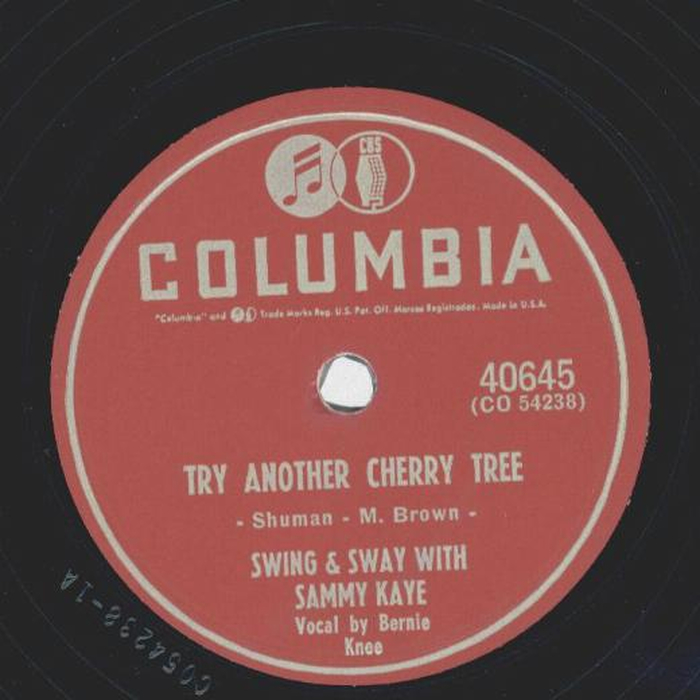 CBS
COLUMBIA
"Columbia" and Trade Marks Reg. U.S. Pat. Off. Marcas Registradas. Made in U.S.A.
40645
(CO 54238)
TRY ANOTHER CHERRY TREE
- Shuman - M. Brown -
SWING & SWAY WITH
SAMMY KAYE
Vocal by Bernie
Knee
CO54238-1A